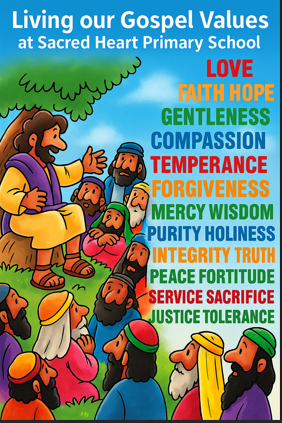 Living our Gospel Values
at Sacred Heart Primary School
LOVE
FAITH HOPE
GENTLENESS
COMPASSION
TEMPERANCE
FORGIVENESS
MERCY WISDOM
PURITY HOLINESS
INTEGRITY TRUTH
PEACE FORTITUDE
SERVICE SACRIFICE
JUSTICE TOLERANCE